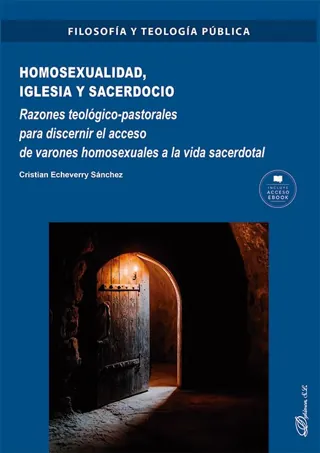 FILOSOFÍA Y TEOLOGÍA PÚBLICA
HOMOSEXUALIDAD,
IGLESIA Y SACERDOCIO
Razones teológico-pastorales
para discernir el acceso
de varones homosexuales a la vida sacerdotal
Cristian Echeverry Sánchez
INCLUYE
ACCESO
EBOOK
Dykinson, S.L.